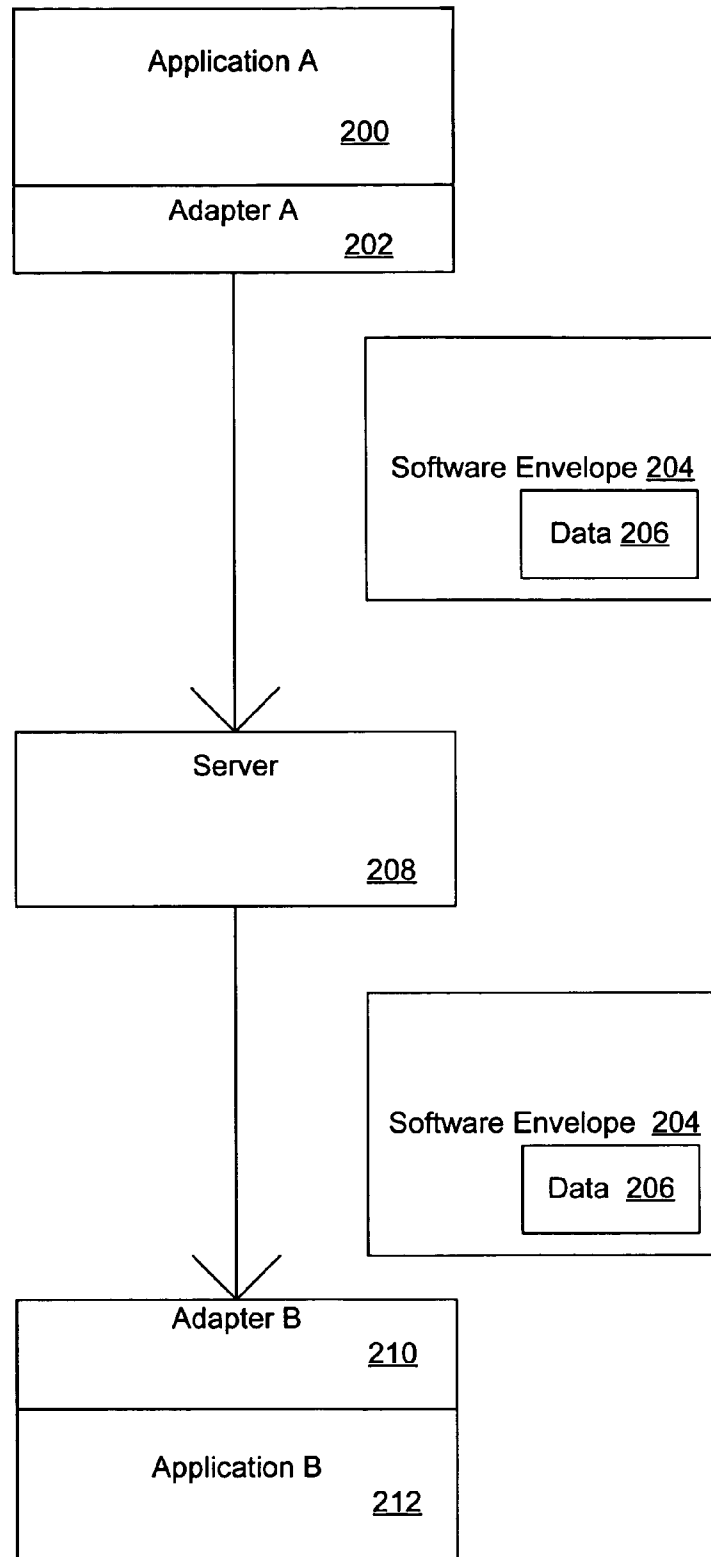 Application A
200
Adapter A
202
Software Envelope 204
Data 206
Server
208
Software Envelope 204
Data 206
Adapter B
210
Application B
212